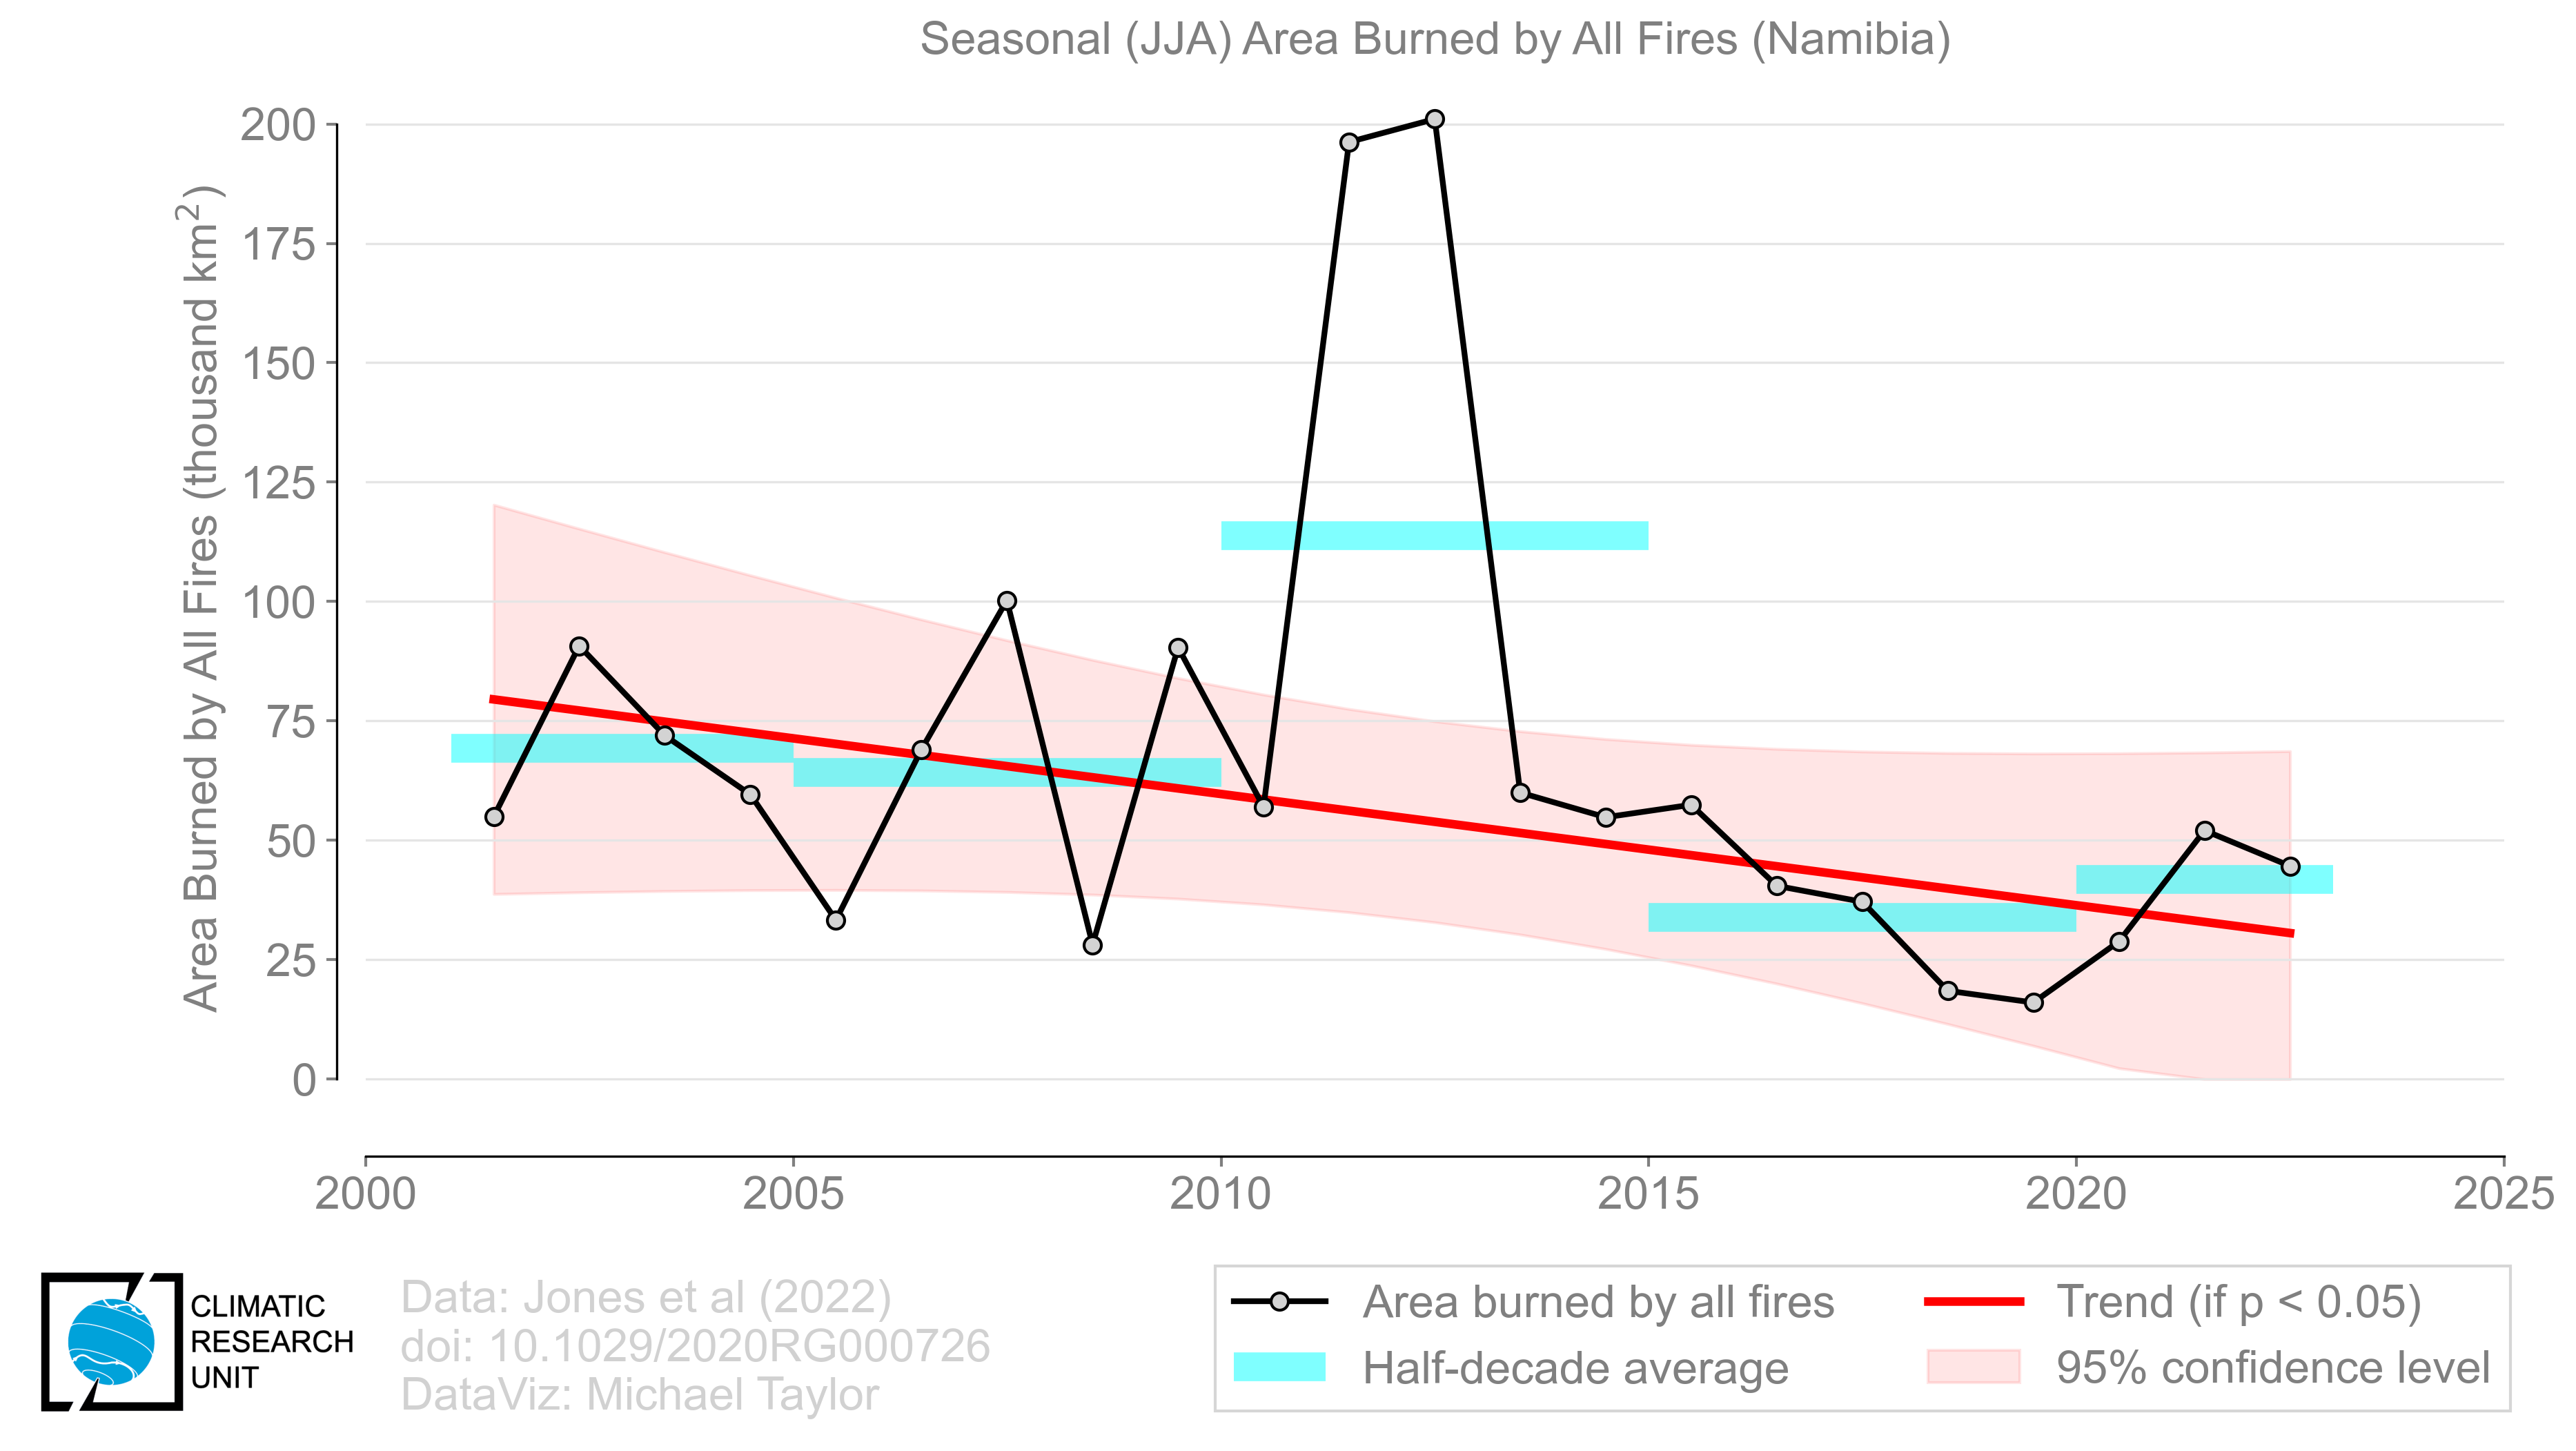 Seasonal (JJA) Area Burned by All Fires (Namibia)
Area Burned by All Fires (thousand km²)
200
175
150
125
100
75
50
25
0
2000 2005 2010 2015 2020 2025
CLIMATIC
RESEARCH
UNIT
Data: Jones et al (2022)
doi: 10.1029/2020RG000726
DataViz: Michael Taylor
Area burned by all fires
Half-decade average
Trend (if p < 0.05)
95% confidence level